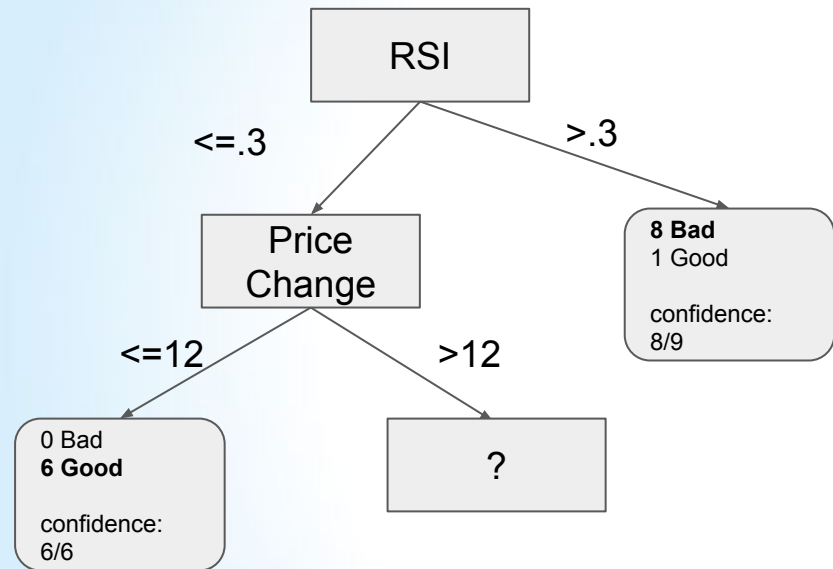 RSI
<=.3
>.3
Price
Change
8 Bad
1 Good
confidence:
8/9
<=12
>12
0 Bad
6 Good
confidence:
6/6
?